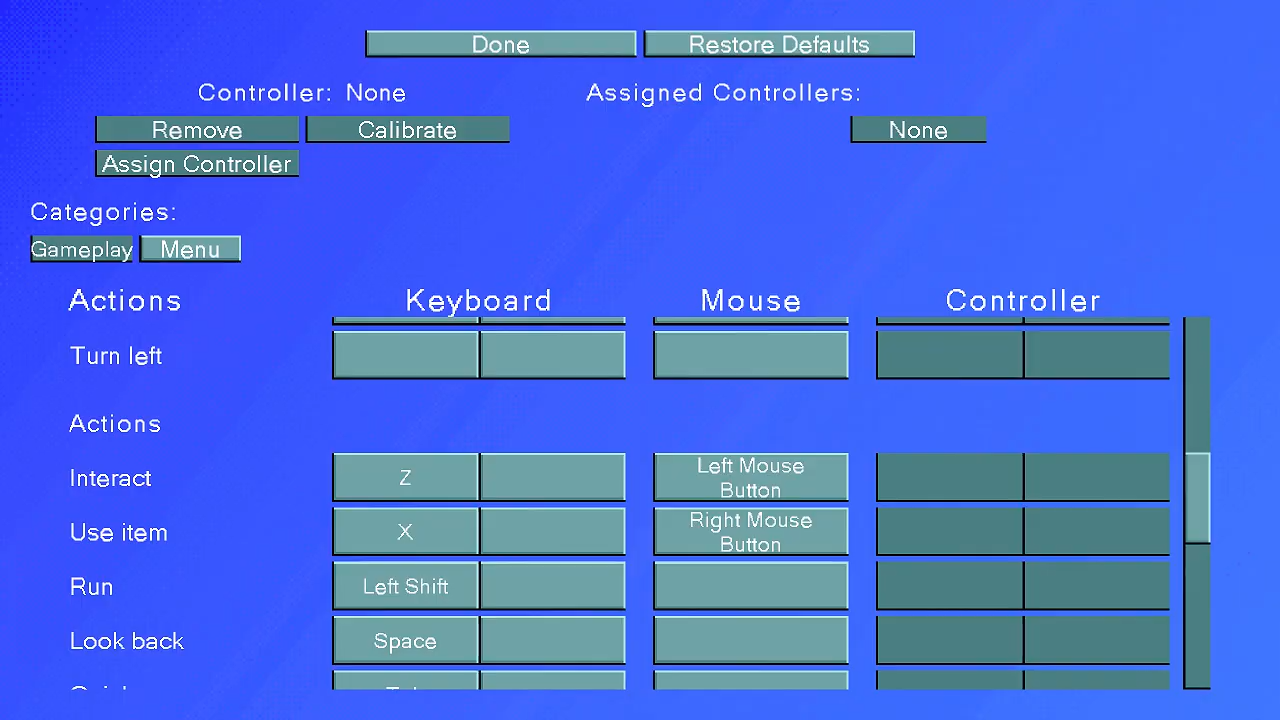 Done Restore Defaults
Controller: None Assigned Controllers:
Remove Calibrate None
Assign Controller
Categories:
Gameplay Menu
Actions Keyboard Mouse Controller
Turn left
Actions
Interact Z Left Mouse Button
Use item X Right Mouse Button
Run Left Shift
Look back Space